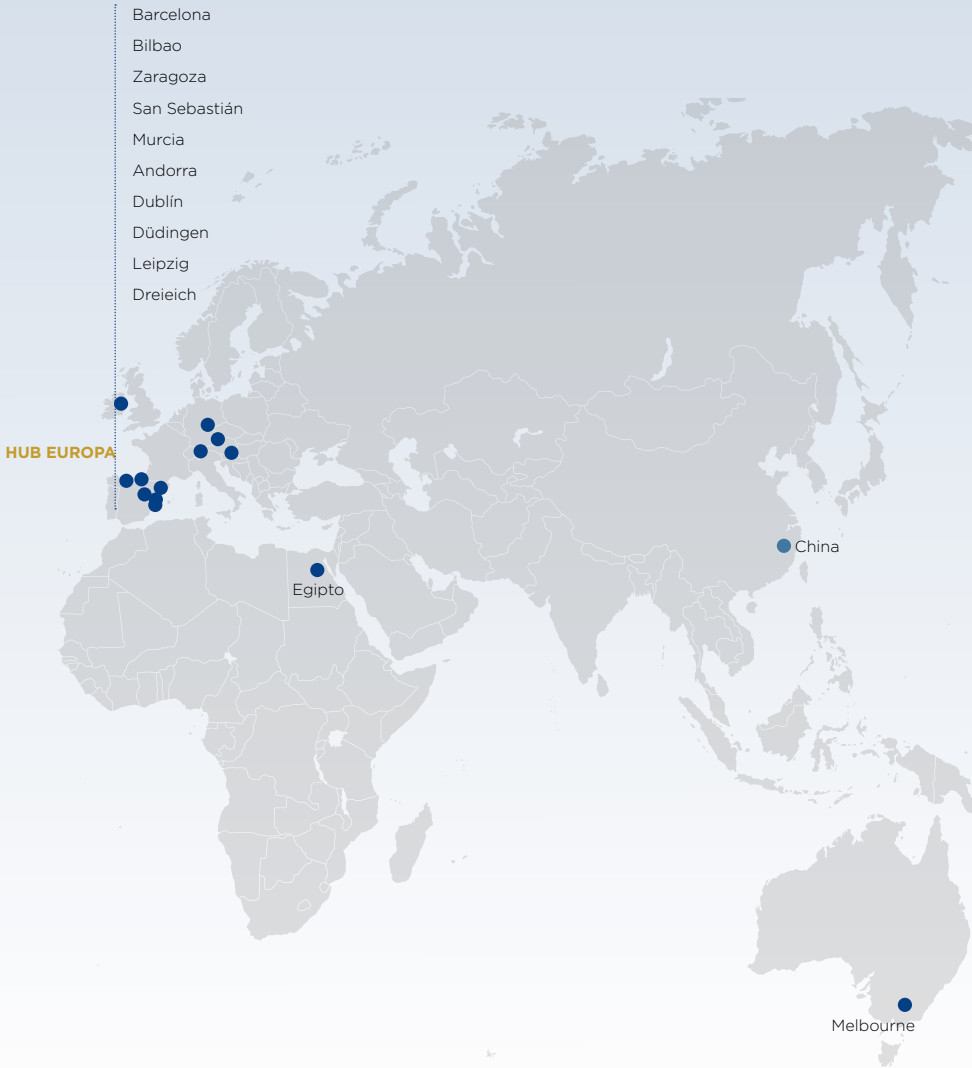 Barcelona
Bilbao
Zaragoza
San Sebastián
Murcia
Andorra
Dublín
Düdingen
Leipzig
Dreieich
HUB EUROPA
China
Egipto
Melbourne